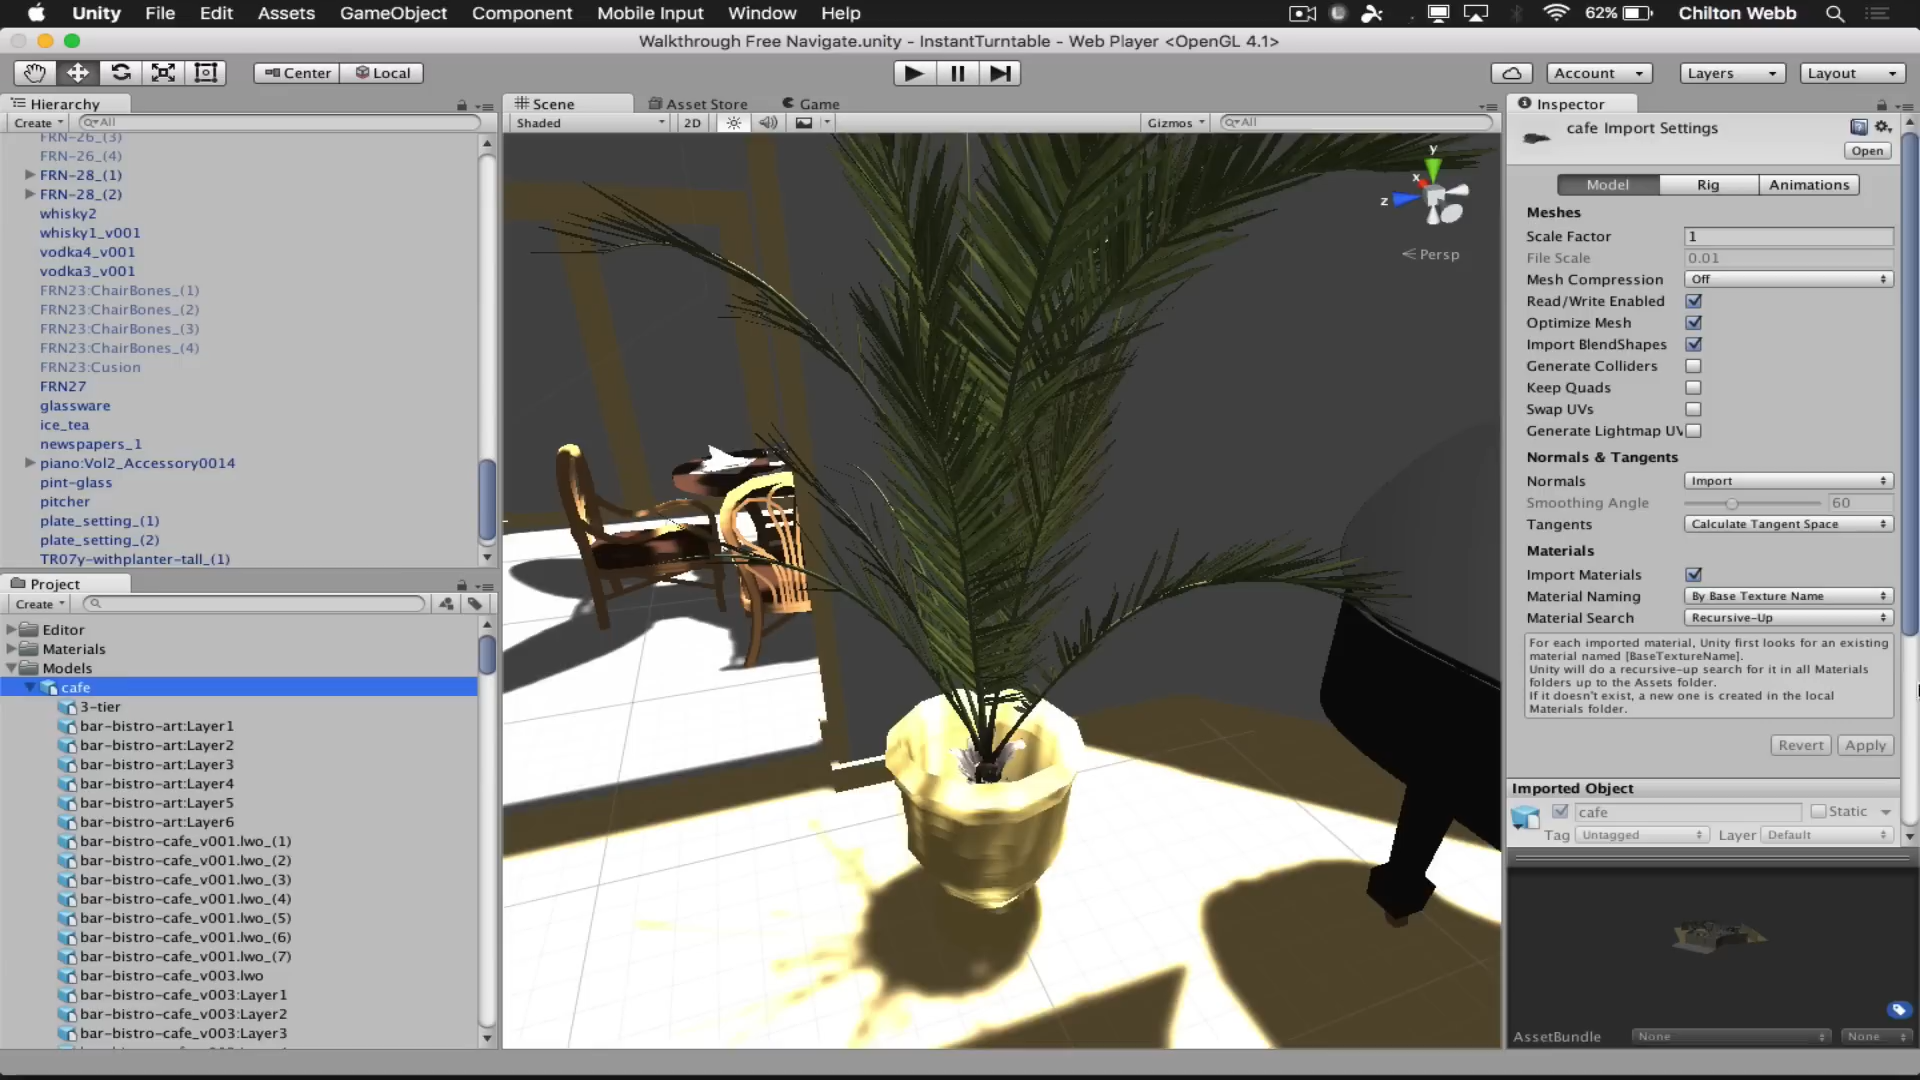 Unity File Edit Assets GameObject Component Mobile Input Window Help 62% Chilton Webb
Walkthrough Free Navigate.unity - InstantTurntable - Web Player <OpenGL 4.1>
Center Local Account Layers Layout
Hierarchy
Create All
FRN-26_(3)
FRN-26_(4)
FRN-28_(1)
FRN-28_(2)
whisky2
whisky1_v001
vodka4_v001
vodka3_v001
FRN23:ChairBones_(1)
FRN23:ChairBones_(2)
FRN23:ChairBones_(3)
FRN23:ChairBones_(4)
FRN23:Cusion
FRN27
glassware
ice_tea
newspapers_1
piano:Vol2_Accessory0014
pint-glass
pitcher
plate_setting_(1)
plate_setting_(2)
TR07y-withplanter-tall_(1)
Project
Create
Editor
Materials
Models
cafe
3-tier
bar-bistro-art:Layer1
bar-bistro-art:Layer2
bar-bistro-art:Layer3
bar-bistro-art:Layer4
bar-bistro-art:Layer5
bar-bistro-art:Layer6
bar-bistro-cafe_v001.lwo_(1)
bar-bistro-cafe_v001.lwo_(2)
bar-bistro-cafe_v001.lwo_(3)
bar-bistro-cafe_v001.lwo_(4)
bar-bistro-cafe_v001.lwo_(5)
bar-bistro-cafe_v001.lwo_(6)
bar-bistro-cafe_v001.lwo_(7)
bar-bistro-cafe_v003.lwo
bar-bistro-cafe_v003:Layer1
bar-bistro-cafe_v003:Layer2
bar-bistro-cafe_v003:Layer3
Scene Asset Store Game
Shaded 2D Gizmos All
y
x
z
Persp
Inspector
cafe Import Settings
Open
Model Rig Animations
Meshes
Scale Factor 1
File Scale 0.01
Mesh Compression Off
Read/Write Enabled
Optimize Mesh
Import BlendShapes
Generate Colliders
Keep Quads
Swap UVs
Generate Lightmap UV
Normals & Tangents
Normals Import
Smoothing Angle 60
Tangents Calculate Tangent Space
Materials
Import Materials
Material Naming By Base Texture Name
Material Search Recursive-Up
For each imported material, Unity first looks for an existing
material named [BaseTextureName].
Unity will do a recursive-up search for it in all Materials
folders up to the Assets folder.
If it doesn't exist, a new one is created in the local
Materials folder.
Revert Apply
Imported Object
cafe Static
Tag Untagged Layer Default
AssetBundle None None